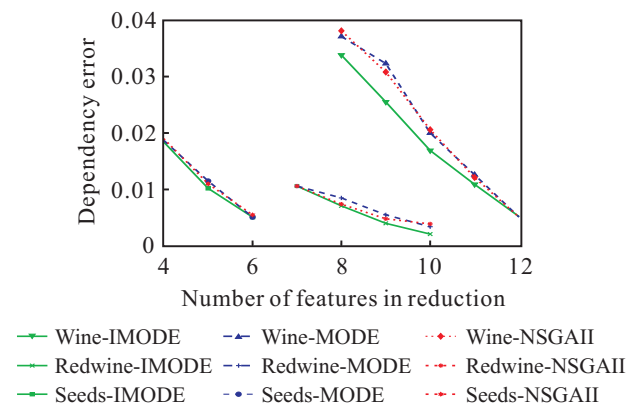 0.04
0.03
0.02
0.01
0
Dependency error
4 6 8 10 12
Number of features in reduction
Wine-IMODE Wine-MODE Wine-NSGAII
Redwine-IMODE Redwine-MODE Redwine-NSGAII
Seeds-IMODE Seeds-MODE Seeds-NSGAII